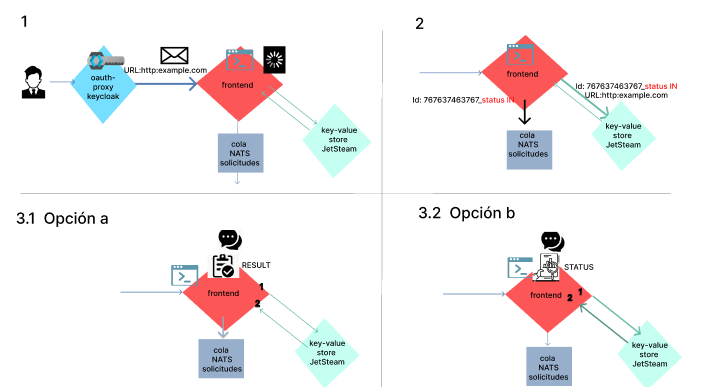 1
URL:http:example.com
oauth-
proxy
keycloak
frontend
key-value
store
JetSteam
cola
NATS
solicitudes
2
frontend
Id: 767637463767_status IN
URL:http:example.com
Id: 767637463767_status IN
key-value
store
JetSteam
cola
NATS
solicitudes
3.1 Opción a
RESULT
frontend
1
2
key-value
store
JetSteam
cola
NATS
solicitudes
3.2 Opción b
STATUS
frontend
1
2
key-value
store
JetSteam
cola
NATS
solicitudes